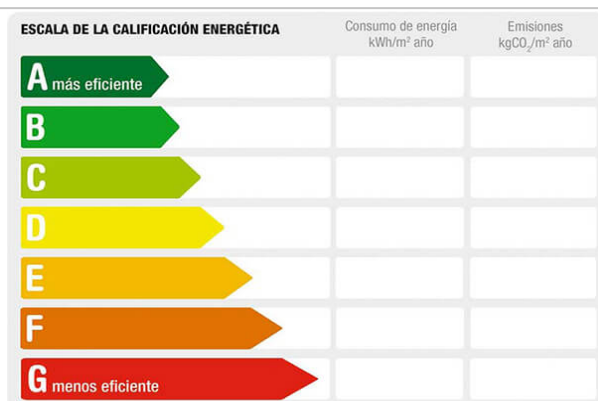 ESCALA DE LA CALIFICACIÓN ENERGÉTICA
Consumo de energía
kWh/m² año
Emisiones
kgCO₂/m² año
A más eficiente
B
C
D
E
F
G menos eficiente